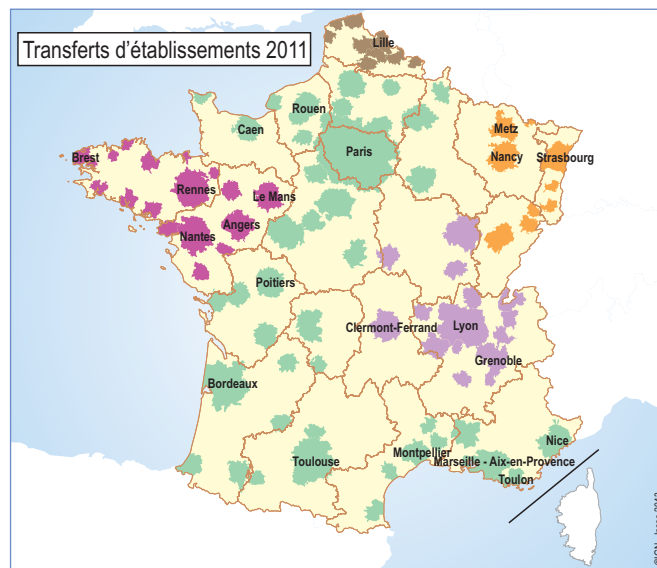 Transferts d'établissements 2011
Lille
Rouen
Caen
Metz
Paris
Brest
Nancy
Strasbourg
Rennes
Le Mans
Angers
Nantes
Poitiers
Clermont-Ferrand
Lyon
Grenoble
Bordeaux
Nice
Montpellier
Toulouse
Marseille - Aix-en-Provence
Toulon